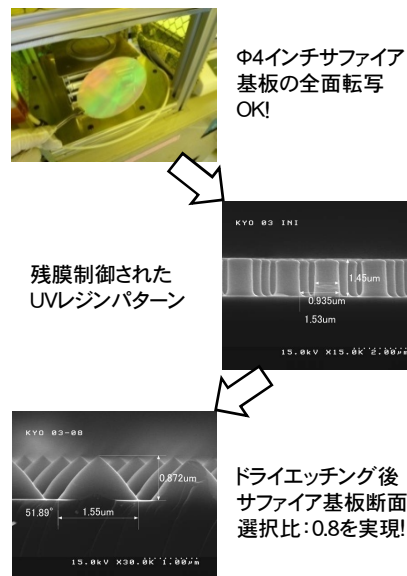 Φ4インチサファイア
基板の全面転写
OK!
KYO 03 INI
1.45um
0.935um
1.53um
15.0kV X15.0K 2.00μm
残膜制御された
UVレジンパターン
KYO 03-08
0.872um
51.89° 1.55um
15.0kV X30.0K 1.00μm
ドライエッチング後
サファイア基板断面
選択比：0.8を実現!